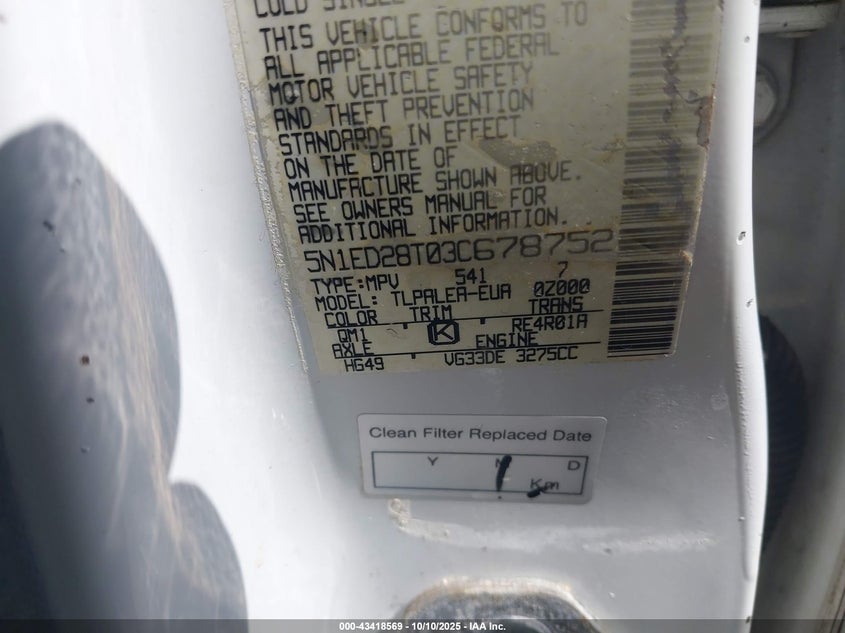 COLD SINGLE
THIS VEHICLE CONFORMS TO
ALL APPLICABLE FEDERAL
MOTOR VEHICLE SAFETY
AND THEFT PREVENTION
STANDARDS IN EFFECT
ON THE DATE OF
MANUFACTURE SHOWN ABOVE.
SEE OWNERS MANUAL FOR
ADDITIONAL INFORMATION.
5N1ED28T03C678752
TYPE:MPV 541 7
MODEL: TLPALEA-EUA 0Z000
COLOR TRIM TRANS
QM1 K RE4R01A
AXLE ENGINE
HG49 VG33DE 3275CC
Clean Filter Replaced Date
Y M D
Km
000-43418569 - 10/10/2025 - IAA Inc.